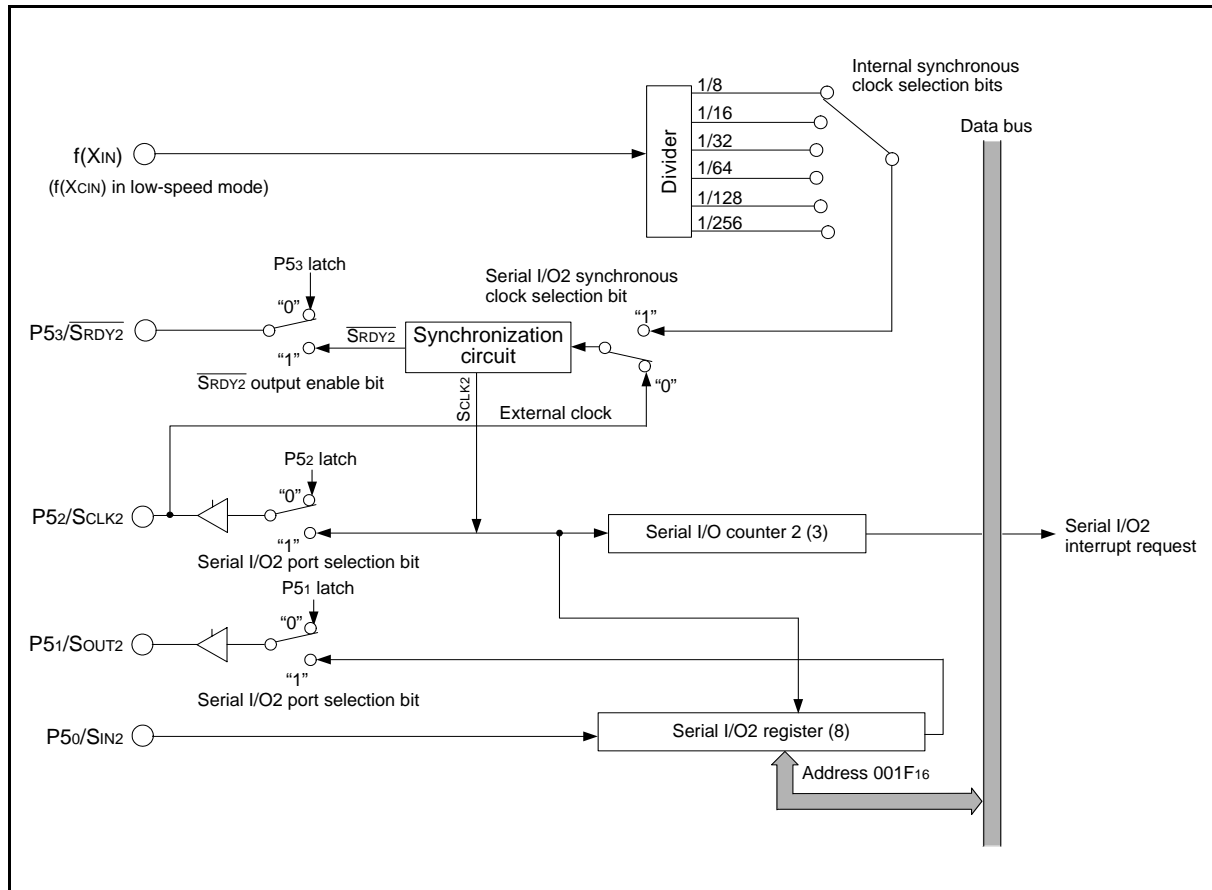 Internal synchronous
clock selection bits
1/8
1/16
1/32
1/64
1/128
1/256
Divider
Data bus
f(XIN)
(f(XCIN) in low-speed mode)
P53 latch
“0”
P53/S̅R̅D̅Y̅2̅
“1”
S̅R̅D̅Y̅2̅ output enable bit
S̅R̅D̅Y̅2̅
Synchronization
circuit
Serial I/O2 synchronous
clock selection bit
“1”
“0”
SCLK2
External clock
P52 latch
“0”
P52/SCLK2
“1”
Serial I/O2 port selection bit
Serial I/O counter 2 (3)
Serial I/O2
interrupt request
P51 latch
“0”
P51/SOUT2
“1”
Serial I/O2 port selection bit
P50/SIN2
Serial I/O2 register (8)
Address 001F16